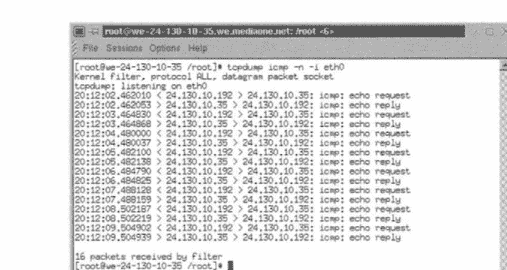 root@we-24-130-10-35.we.mediaone.net: /root <6>
File Sessions Options Help
[root@we-24-130-10-35 /root]# tcpdump icmp -n -i eth0
Kernel filter, protocol ALL, datagram packet socket
tcpdump: listening on eth0
20:12:02.462010 < 24.130.10.192 > 24.130.10.35: icmp: echo request
20:12:02.462053 > 24.130.10.35 > 24.130.10.192: icmp: echo reply
20:12:03.464830 < 24.130.10.192 > 24.130.10.35: icmp: echo request
20:12:03.464868 > 24.130.10.35 > 24.130.10.192: icmp: echo reply
20:12:04.480000 < 24.130.10.192 > 24.130.10.35: icmp: echo request
20:12:04.480037 > 24.130.10.35 > 24.130.10.192: icmp: echo reply
20:12:05.482100 < 24.130.10.192 > 24.130.10.35: icmp: echo request
20:12:05.482138 > 24.130.10.35 > 24.130.10.192: icmp: echo reply
20:12:06.484790 < 24.130.10.192 > 24.130.10.35: icmp: echo request
20:12:06.484825 > 24.130.10.35 > 24.130.10.192: icmp: echo reply
20:12:07.488128 < 24.130.10.192 > 24.130.10.35: icmp: echo request
20:12:07.488159 > 24.130.10.35 > 24.130.10.192: icmp: echo reply
20:12:08.502187 < 24.130.10.192 > 24.130.10.35: icmp: echo request
20:12:08.502219 > 24.130.10.35 > 24.130.10.192: icmp: echo reply
20:12:09.504902 < 24.130.10.192 > 24.130.10.35: icmp: echo request
20:12:09.504939 > 24.130.10.35 > 24.130.10.192: icmp: echo reply
16 packets received by filter
[root@we-24-130-10-35 /root]#